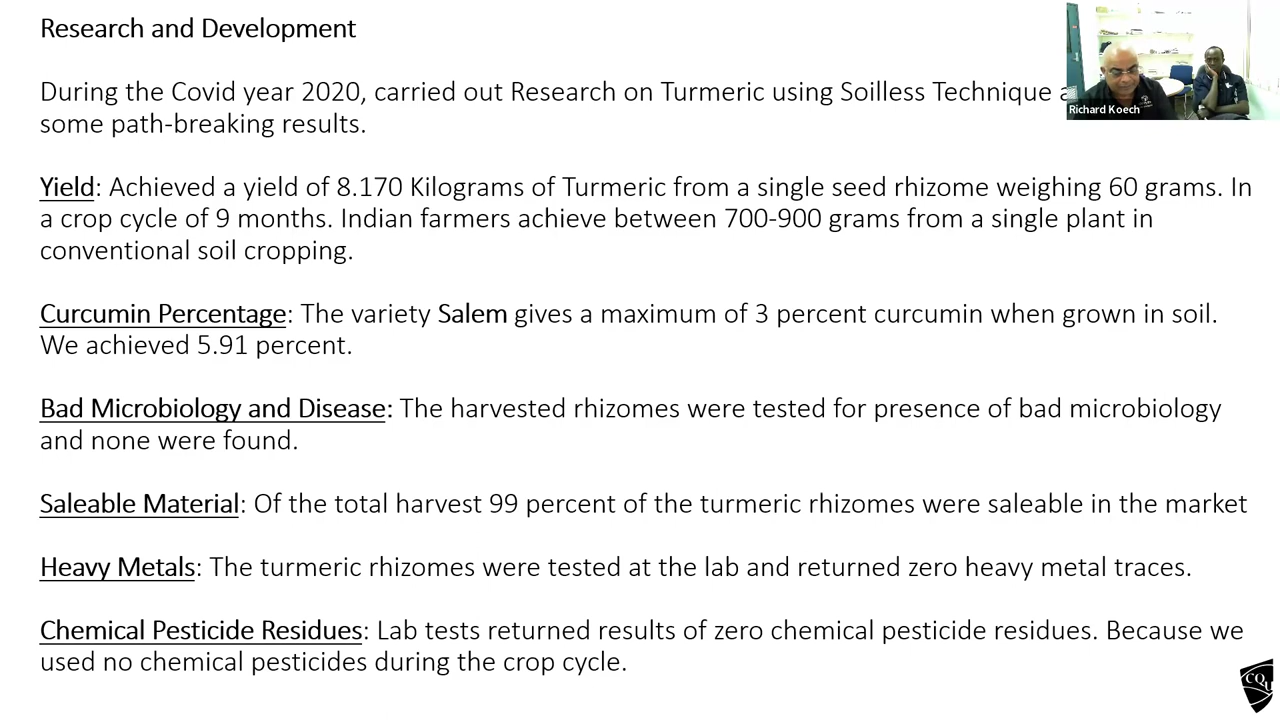 Research and Development
During the Covid year 2020, carried out Research on Turmeric using Soilless Technique
some path-breaking results.
Richard Koech
Yield: Achieved a yield of 8.170 Kilograms of Turmeric from a single seed rhizome weighing 60 grams. In
a crop cycle of 9 months. Indian farmers achieve between 700-900 grams from a single plant in
conventional soil cropping.
Curcumin Percentage: The variety Salem gives a maximum of 3 percent curcumin when grown in soil.
We achieved 5.91 percent.
Bad Microbiology and Disease: The harvested rhizomes were tested for presence of bad microbiology
and none were found.
Saleable Material: Of the total harvest 99 percent of the turmeric rhizomes were saleable in the market
Heavy Metals: The turmeric rhizomes were tested at the lab and returned zero heavy metal traces.
Chemical Pesticide Residues: Lab tests returned results of zero chemical pesticide residues. Because we
used no chemical pesticides during the crop cycle.
CQU